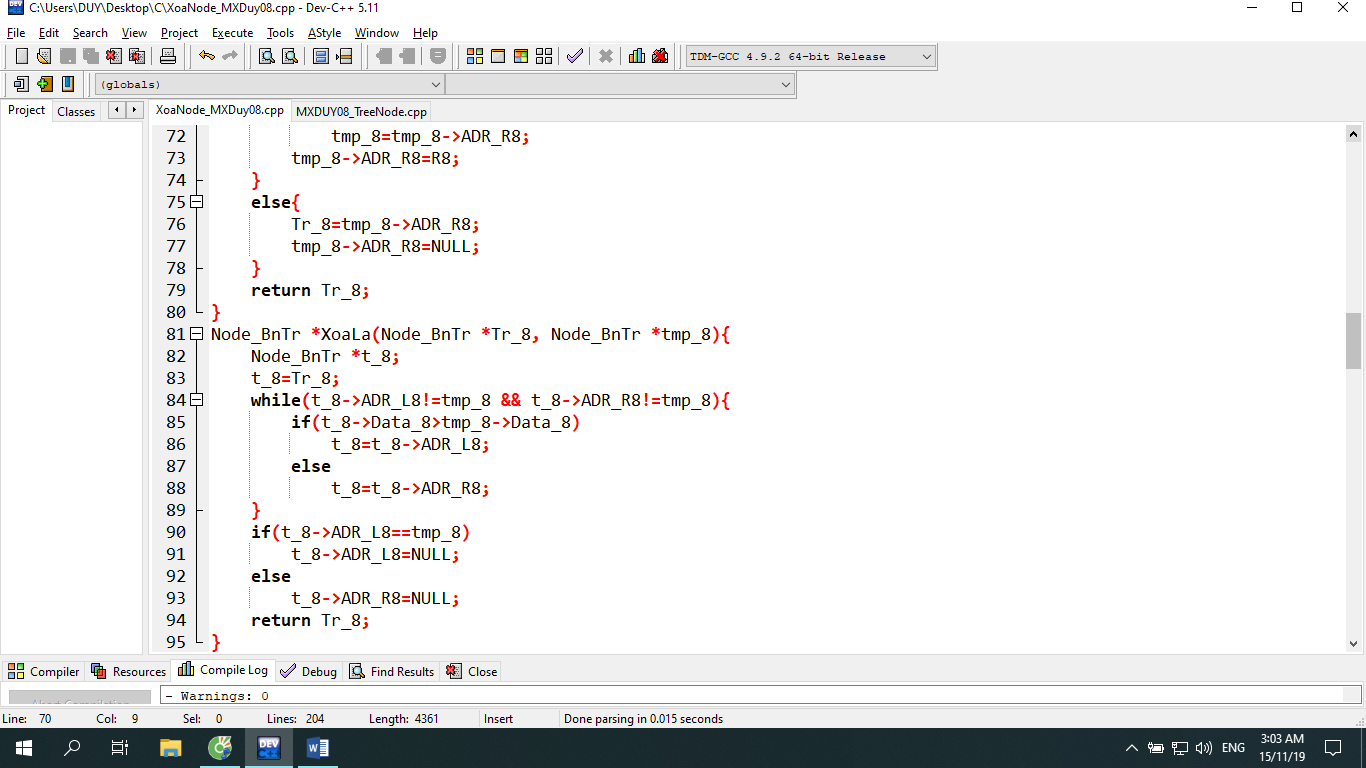 C:\Users\DUY\Desktop\C\XoaNode_MXDuy08.cpp - Dev-C++ 5.11
File Edit Search View Project Execute Tools AStyle Window Help
TDM-GCC 4.9.2 64-bit Release
(globals)
Project Classes XoaNode_MXDuy08.cpp MXDUY08_TreeNode.cpp
72 tmp_8=tmp_8->ADR_R8;
73 tmp_8->ADR_R8=R8;
74 }
75 else{
76 Tr_8=tmp_8->ADR_R8;
77 tmp_8->ADR_R8=NULL;
78 }
79 return Tr_8;
80 }
81 Node_BnTr *XoaLa(Node_BnTr *Tr_8, Node_BnTr *tmp_8){
82 Node_BnTr *t_8;
83 t_8=Tr_8;
84 while(t_8->ADR_L8!=tmp_8 && t_8->ADR_R8!=tmp_8){
85 if(t_8->Data_8>tmp_8->Data_8)
86 t_8=t_8->ADR_L8;
87 else
88 t_8=t_8->ADR_R8;
89 }
90 if(t_8->ADR_L8==tmp_8)
91 t_8->ADR_L8=NULL;
92 else
93 t_8->ADR_R8=NULL;
94 return Tr_8;
95 }
Compiler Resources Compile Log Debug Find Results Close
- Warnings: 0
Line: 70 Col: 9 Sel: 0 Lines: 204 Length: 4361 Insert Done parsing in 0.015 seconds
DEV
ENG
3:03 AM
15/11/19